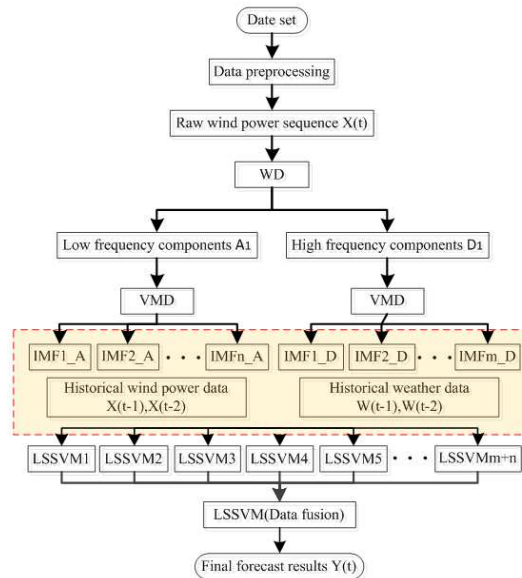 Date set
Data preprocessing
Raw wind power sequence X(t)
WD
Low frequency components A1
High frequency components D1
VMD
VMD
IMF1_A
IMF2_A
· · ·
IMFn_A
IMF1_D
IMF2_D
· · ·
IMFm_D
Historical wind power data
X(t-1),X(t-2)
Historical weather data
W(t-1),W(t-2)
LSSVM1
LSSVM2
LSSVM3
LSSVM4
LSSVM5
· · ·
LSSVMm+n
LSSVM(Data fusion)
Final forecast results Y(t)